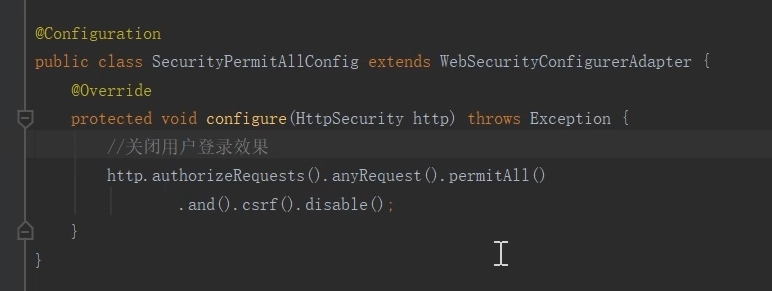 @Configuration
public class SecurityPermitAllConfig extends WebSecurityConfigurerAdapter {
@Override
protected void configure(HttpSecurity http) throws Exception {
//关闭用户登录效果
http.authorizeRequests().anyRequest().permitAll()
.and().csrf().disable();
}
}